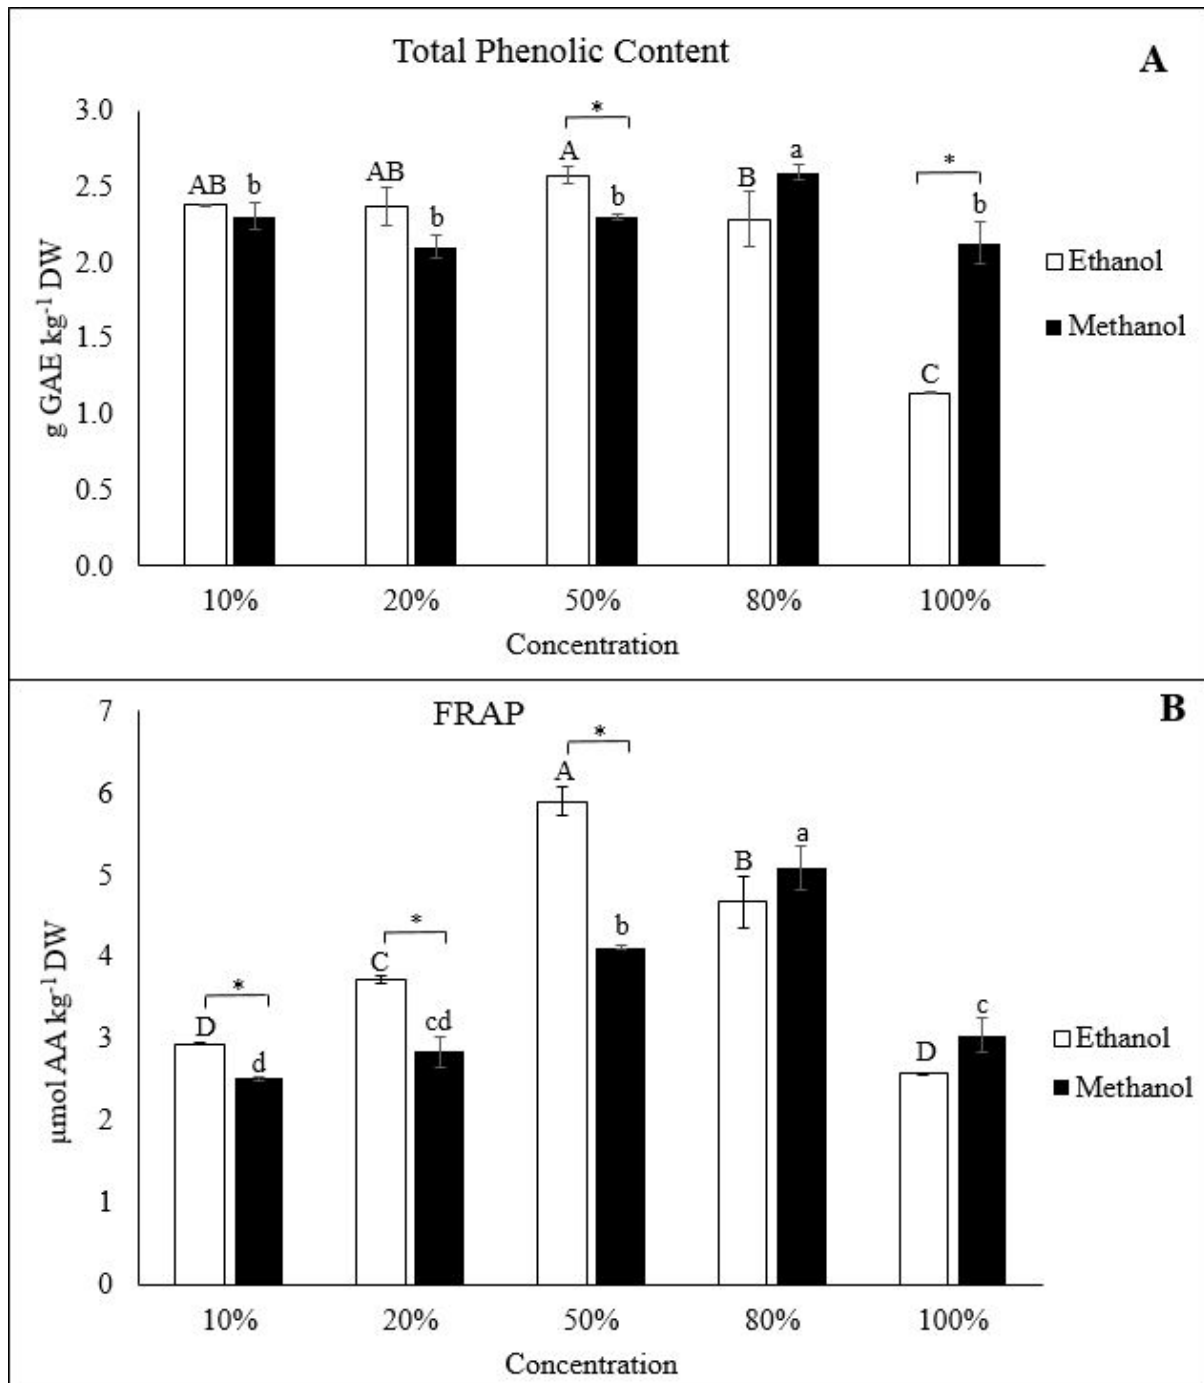 Total Phenolic Content
A
3.0
2.5
2.0
1.5
1.0
0.5
0.0
g GAE kg⁻¹ DW
AB b
AB b
* A b
B a
* C b
10% 20% 50% 80% 100%
Concentration
Ethanol
Methanol
FRAP
B
7
6
5
4
3
2
1
0
µmol AA kg⁻¹ DW
* D d
* C cd
* A b
B a
D c
10% 20% 50% 80% 100%
Concentration
Ethanol
Methanol